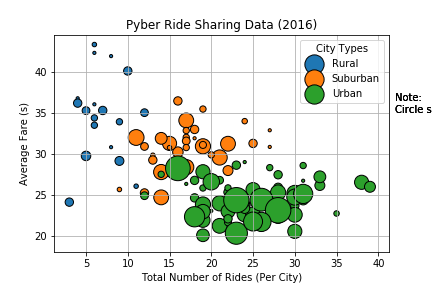 Pyber Ride Sharing Data (2016)
City Types
Rural
Suburban
Urban
Note:
Circle s
Average Fare ($)
40
35
30
25
20
5
10
15
20
25
30
35
40
Total Number of Rides (Per City)